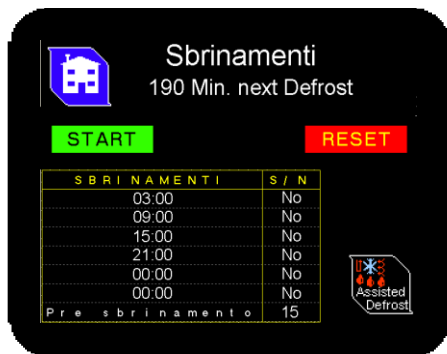 Sbrinamenti
190 Min. next Defrost
START RESET
SBRINAMENTI S/N
03:00 No
09:00 No
15:00 No
21:00 No
00:00 No
00:00 No
Pre sbrinamento 15
Assisted
Defrost